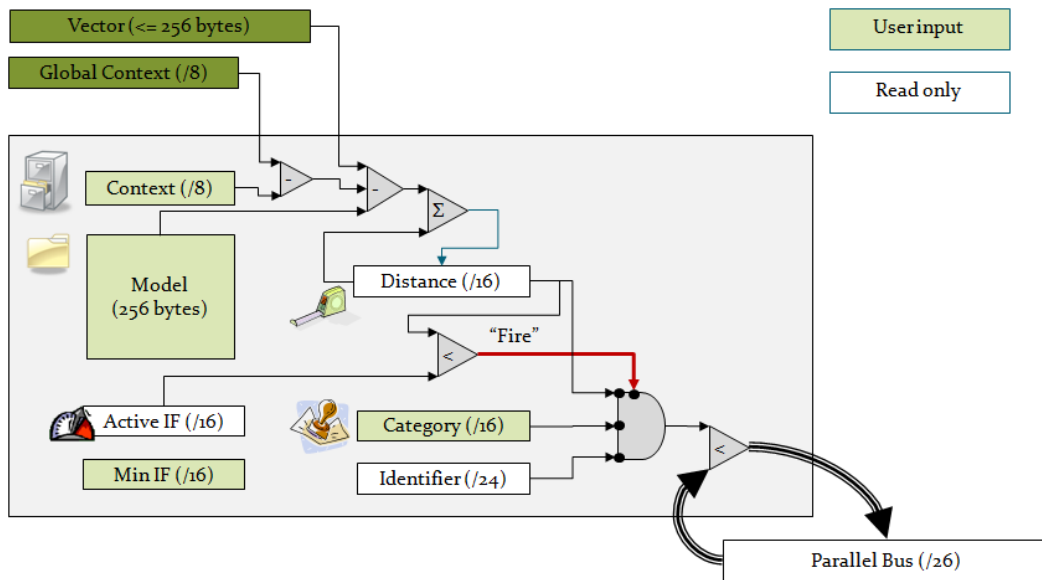 Vector (<= 256 bytes)
User input
Global Context (/8)
Read only
Context (/8)
-
-
Σ
Model
(256 bytes)
Distance (/16)
"Fire"
<
Active IF (/16)
Category (/16)
<
Min IF (/16)
Identifier (/24)
Parallel Bus (/26)